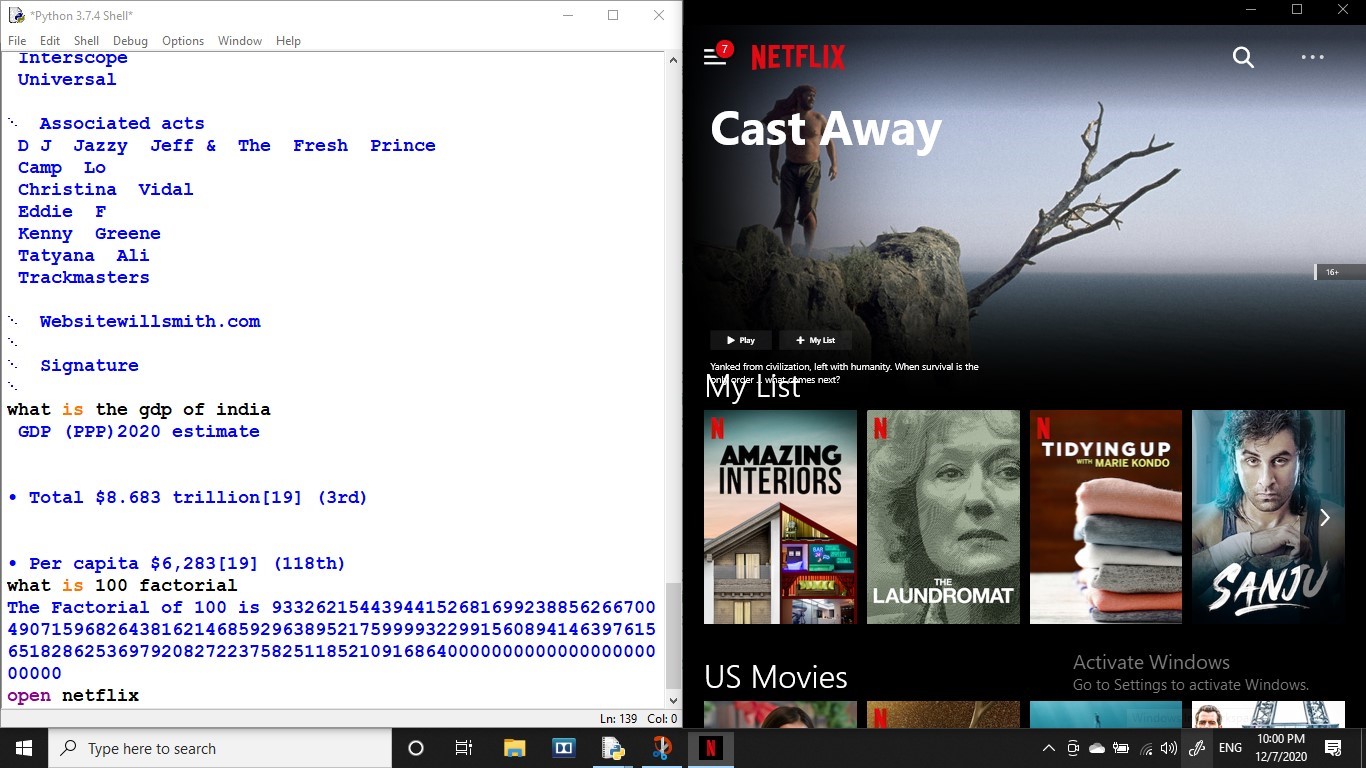 *Python 3.7.4 Shell*
File Edit Shell Debug Options Window Help
Interscope
Universal
Associated acts
D J Jazzy Jeff & The Fresh Prince
Camp Lo
Christina Vidal
Eddie F
Kenny Greene
Tatyana Ali
Trackmasters
Websitewillsmith.com
Signature
what is the gdp of india
GDP (PPP)2020 estimate
• Total $8.683 trillion[19] (3rd)
• Per capita $6,283[19] (118th)
what is 100 factorial
The Factorial of 100 is 93326215443944152681699238856266700
49071596826438162146859296389521759999322991560894146397615
65182862536979208272237582511852109168640000000000000000000
00000
open netflix
Ln: 139 Col: 0
7
NETFLIX
Cast Away
16+
Play
+ My List
Yanked from civilization, left with humanity. When survival is the
only order... what comes next?
My List
N
AMAZING
INTERIORS
BAR
N
THE
LAUNDROMAT
N
TIDYING UP
WITH MARIE KONDO
SANJU
US Movies
N
Activate Windows
Go to Settings to activate Windows.
Type here to search
N
ENG
10:00 PM
12/7/2020